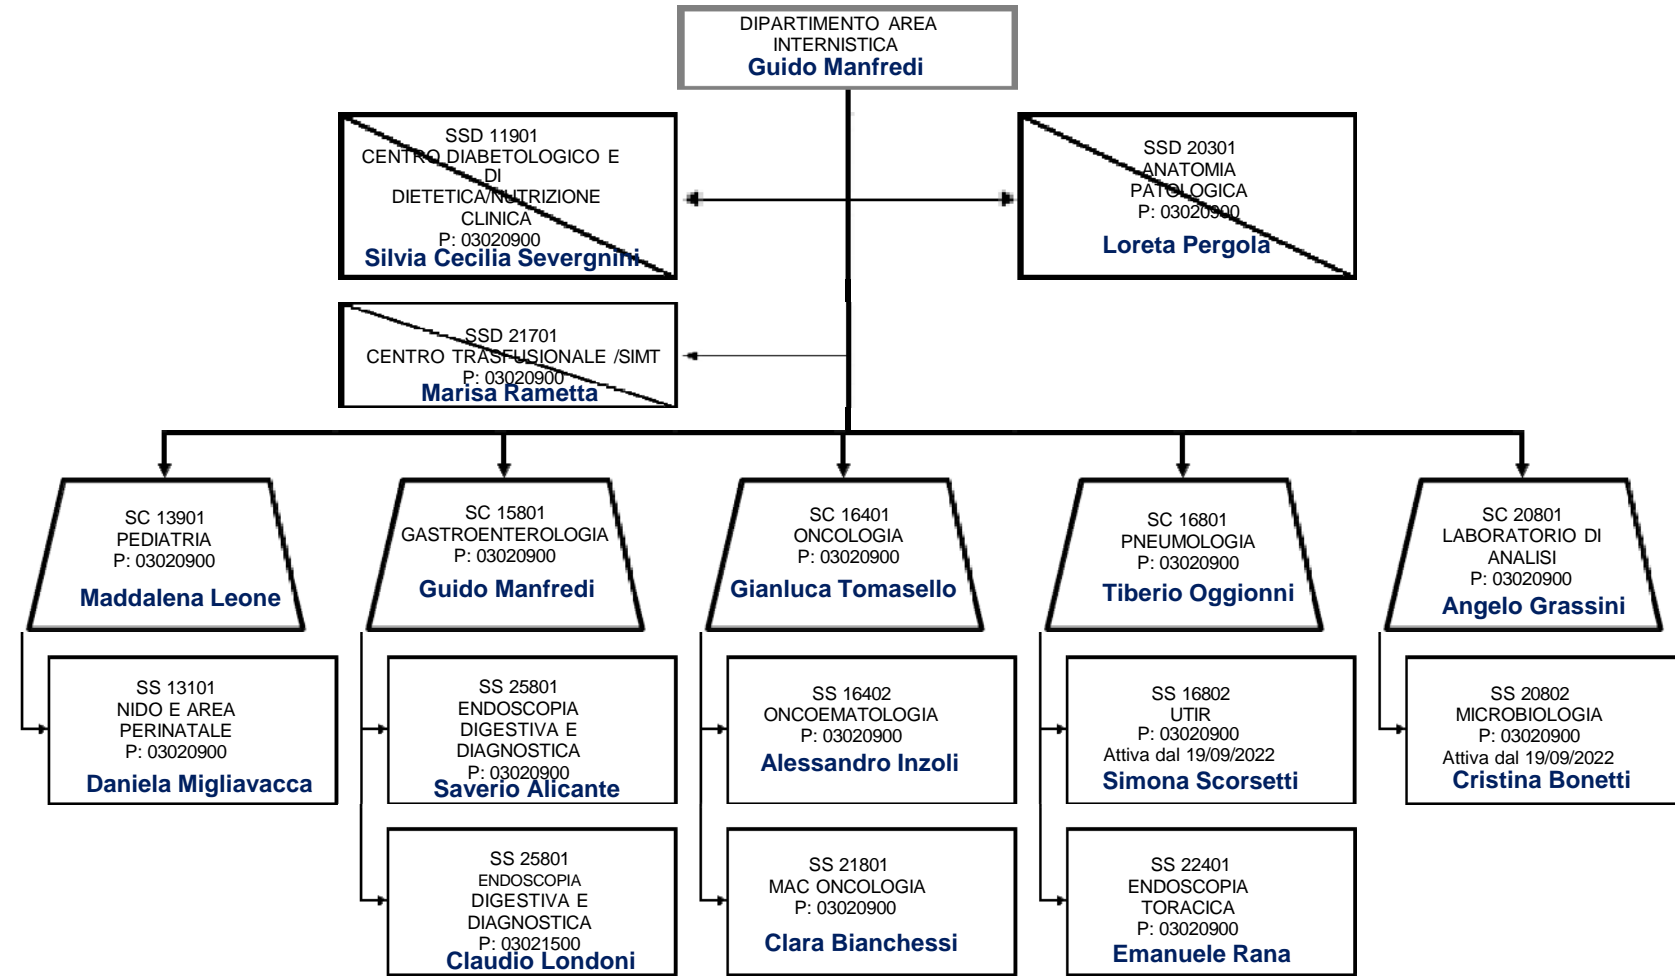 DIPARTIMENTO AREA
INTERNISTICA
Guido Manfredi
SSD 11901
CENTRO DIABETOLOGICO E
DI
DIETETICA/NUTRIZIONE
CLINICA
P: 03020900
Silvia Cecilia Severgnini
SSD 20301
ANATOMIA
PATOLOGICA
P: 03020900
Loreta Pergola
SSD 21701
CENTRO TRASFUSIONALE /SIMT
P: 03020900
Marisa Rametta
SC 13901
PEDIATRIA
P: 03020900
Maddalena Leone
SC 15801
GASTROENTEROLOGIA
P: 03020900
Guido Manfredi
SC 16401
ONCOLOGIA
P: 03020900
Gianluca Tomasello
SC 16801
PNEUMOLOGIA
P: 03020900
Tiberio Oggionni
SC 20801
LABORATORIO DI
ANALISI
P: 03020900
Angelo Grassini
SS 13101
NIDO E AREA
PERINATALE
P: 03020900
Daniela Migliavacca
SS 25801
ENDOSCOPIA
DIGESTIVA E
DIAGNOSTICA
P: 03020900
Saverio Alicante
SS 16402
ONCOEMATOLOGIA
P: 03020900
Alessandro Inzoli
SS 16802
UTIR
P: 03020900
Attiva dal 19/09/2022
Simona Scorsetti
SS 20802
MICROBIOLOGIA
P: 03020900
Attiva dal 19/09/2022
Cristina Bonetti
SS 25801
ENDOSCOPIA
DIGESTIVA E
DIAGNOSTICA
P: 03021500
Claudio Londoni
SS 21801
MAC ONCOLOGIA
P: 03020900
Clara Bianchessi
SS 22401
ENDOSCOPIA
TORACICA
P: 03020900
Emanuele Rana